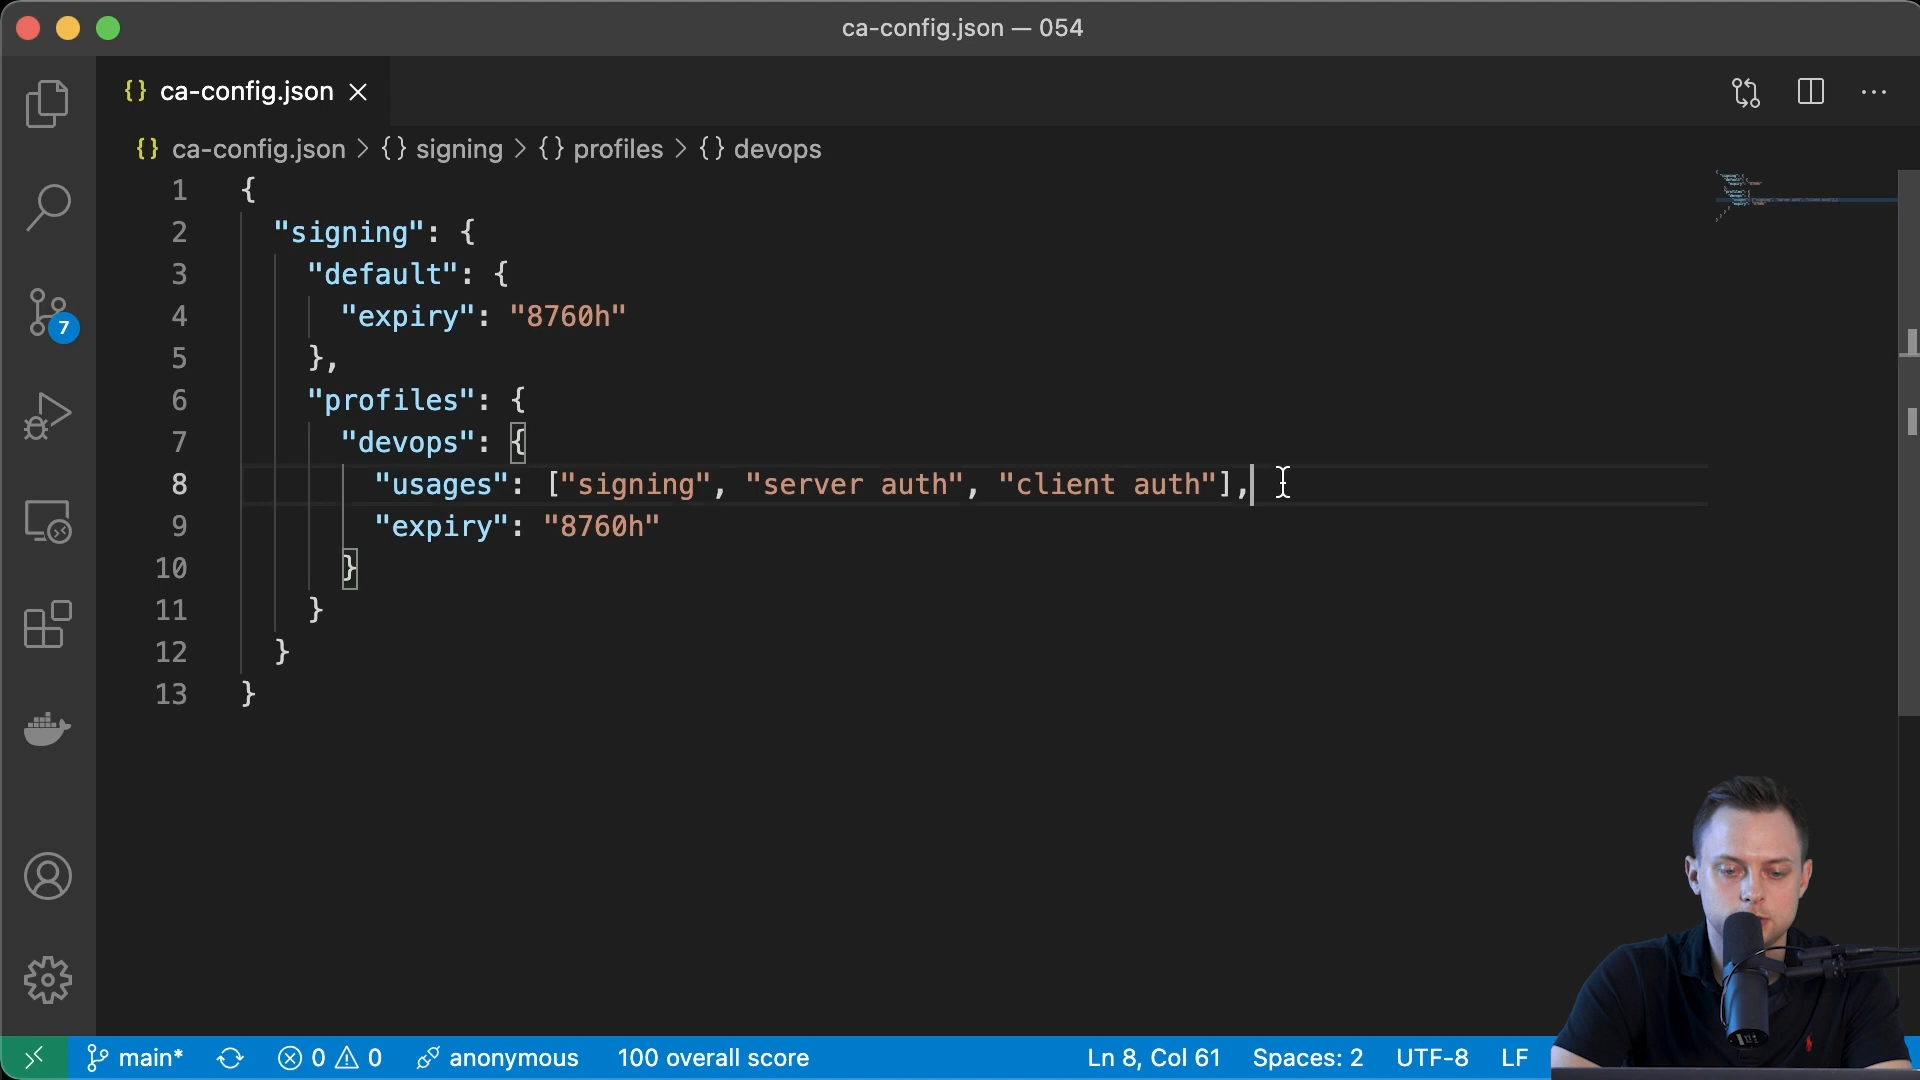 ca-config.json — 054
{} ca-config.json ×
{} ca-config.json > {} signing > {} profiles > {} devops
1 {
2 "signing": {
3 "default": {
4 "expiry": "8760h"
5 },
6 "profiles": {
7 "devops": {
8 "usages": ["signing", "server auth", "client auth"],
9 "expiry": "8760h"
10 }
11 }
12 }
13 }
7
main* 0 0 anonymous 100 overall score Ln 8, Col 61 Spaces: 2 UTF-8 LF